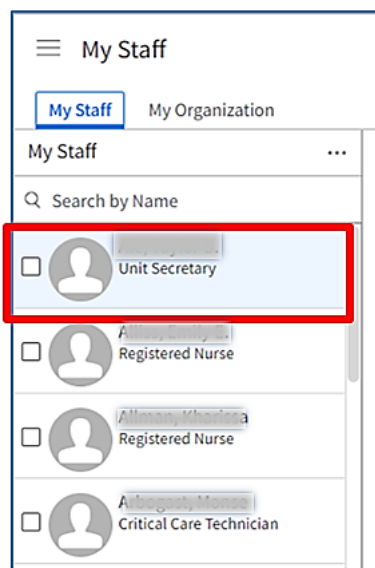 My Staff
My Staff My Organization
My Staff ...
Search by Name
Unit Secretary
Registered Nurse
Registered Nurse
Critical Care Technician